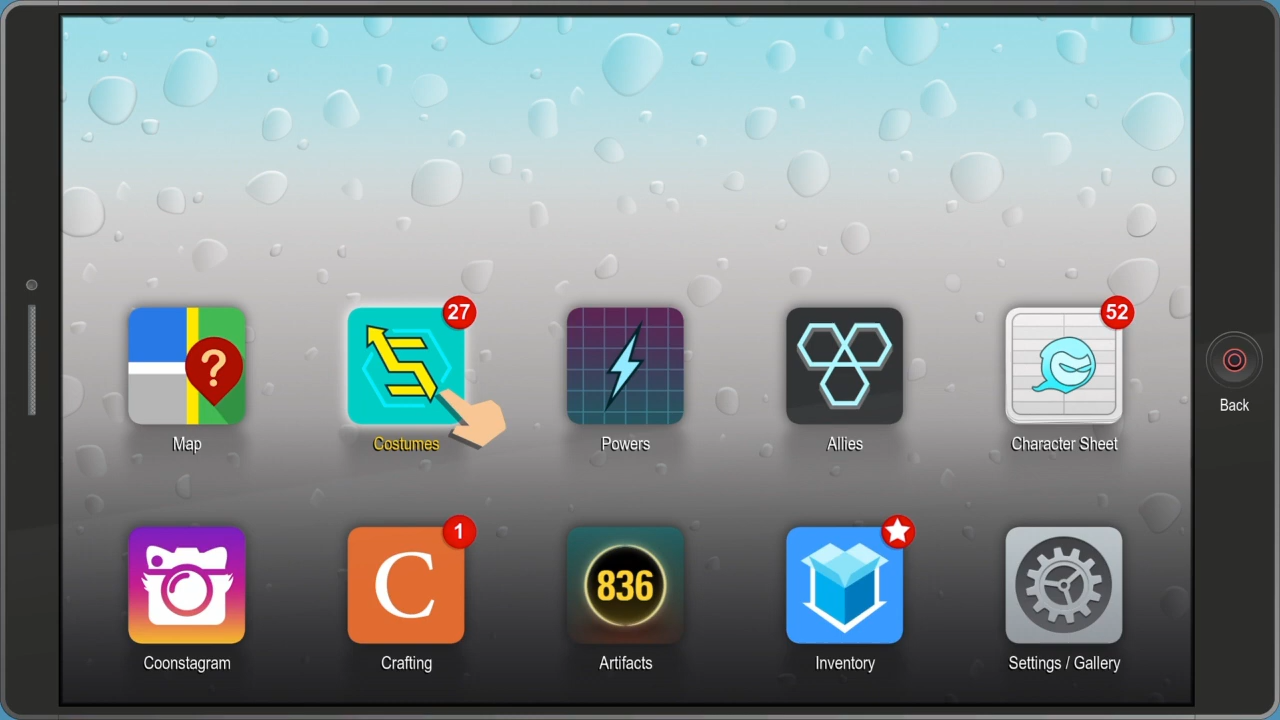 27
52
?
Map
Costumes
Powers
Allies
Character Sheet
Back
1
C
836
Coonstagram
Crafting
Artifacts
Inventory
Settings / Gallery